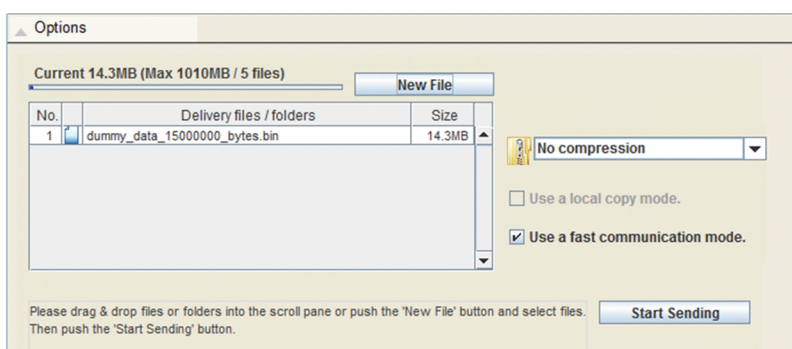 Options
Current 14.3MB (Max 1010MB / 5 files)
New File
No. Delivery files / folders Size
1 dummy_data_15000000_bytes.bin 14.3MB
No compression
Use a local copy mode.
Use a fast communication mode.
Please drag & drop files or folders into the scroll pane or push the 'New File' button and select files.
Then push the 'Start Sending' button.
Start Sending